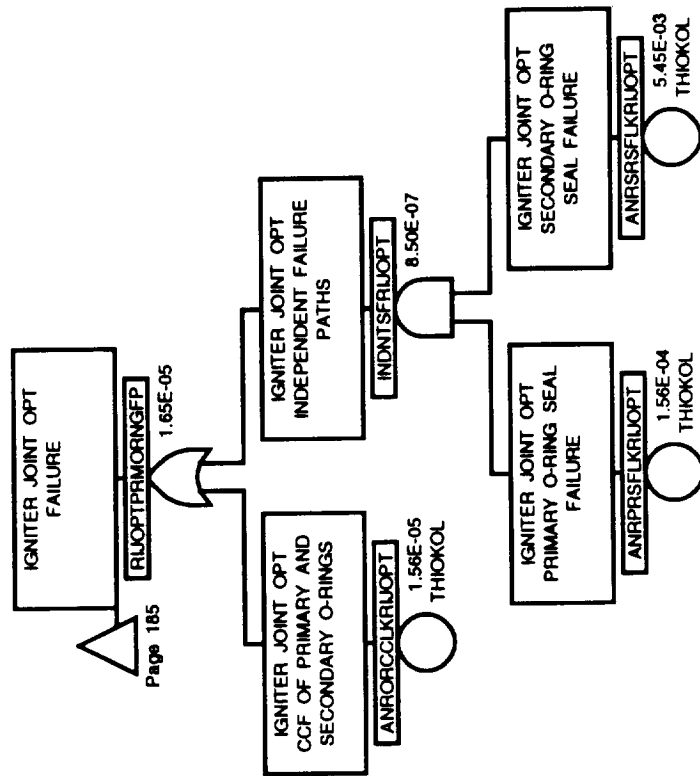 IGNITER JOINT OPT
FAILURE
RIJOPTPRMORNGFP
1.65E-05
Page 185
IGNITER JOINT OPT
CCF OF PRIMARY AND
SECONDARY O-RINGS
ANRORCCLKRIJOPT
1.56E-05
THIOKOL
IGNITER JOINT OPT
INDEPENDENT FAILURE
PATHS
INDNTSFRIJOPT
8.50E-07
IGNITER JOINT OPT
PRIMARY O-RING SEAL
FAILURE
ANRPRSFLKRIJOPT
1.56E-04
THIOKOL
IGNITER JOINT OPT
SECONDARY O-RING
SEAL FAILURE
ANRSRSFLKRIJOPT
5.45E-03
THIOKOL